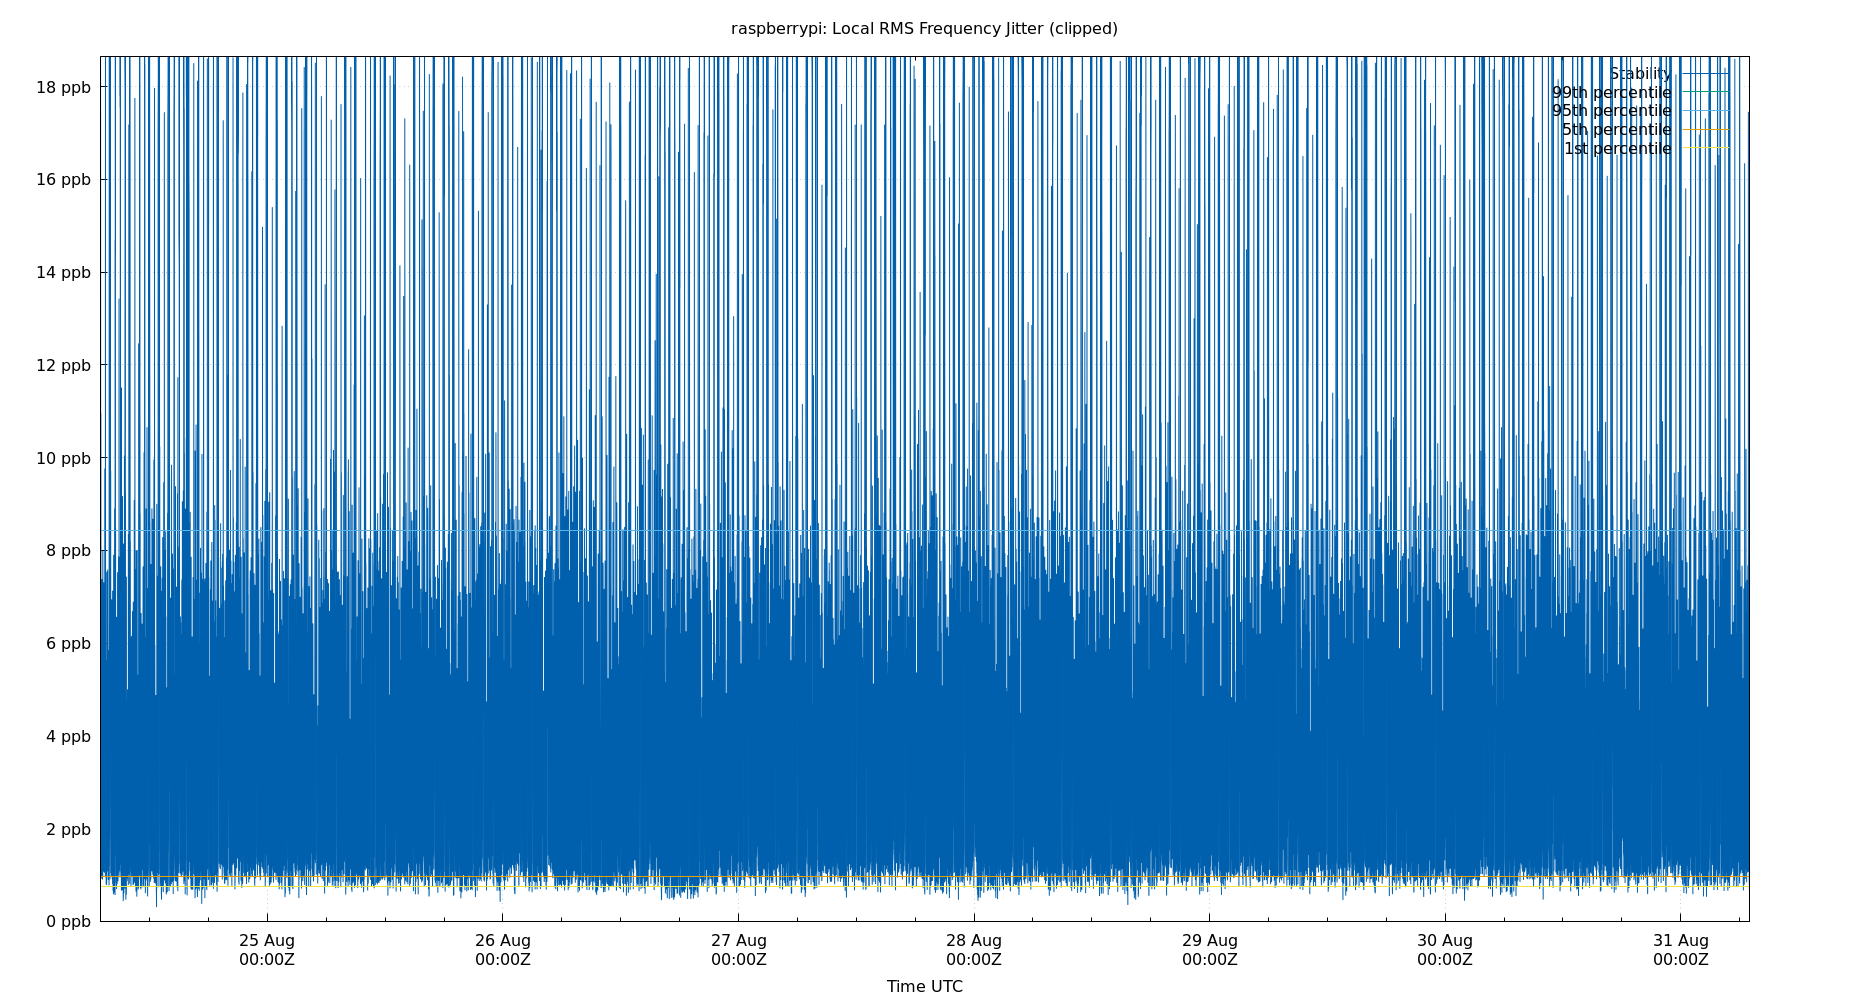 raspberrypi: Local RMS Frequency Jitter (clipped)
18 ppb
16 ppb
14 ppb
12 ppb
10 ppb
8 ppb
6 ppb
4 ppb
2 ppb
0 ppb
Stability
99th percentile
95th percentile
5th percentile
1st percentile
25 Aug 26 Aug 27 Aug 28 Aug 29 Aug 30 Aug 31 Aug
00:00Z 00:00Z 00:00Z 00:00Z 00:00Z 00:00Z 00:00Z
Time UTC